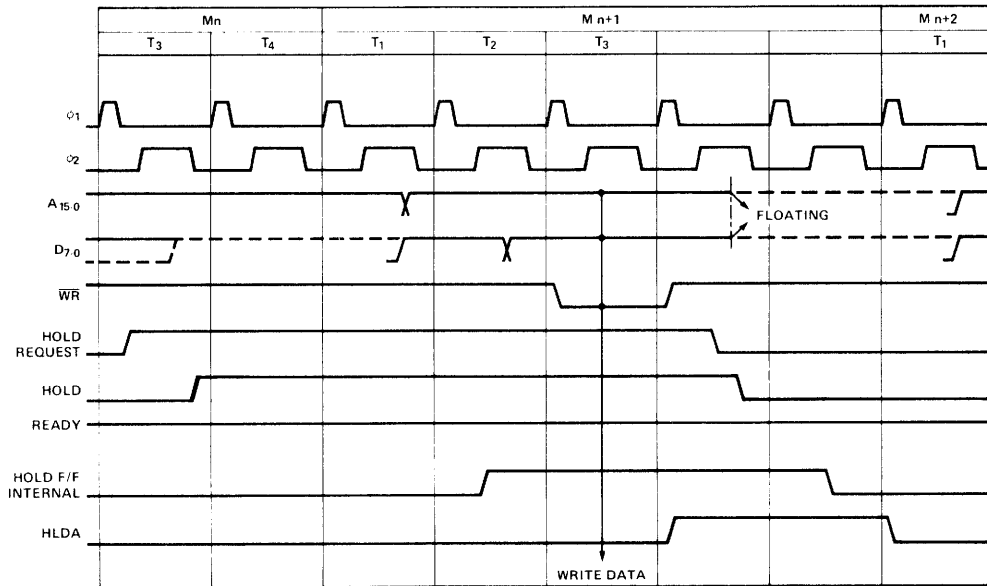 Mn M n+1 M n+2
T3 T4 T1 T2 T3 T1
ϕ1
ϕ2
A15-0
FLOATING
D7-0
WR
HOLD
REQUEST
HOLD
READY
HOLD F/F
INTERNAL
HLDA
WRITE DATA